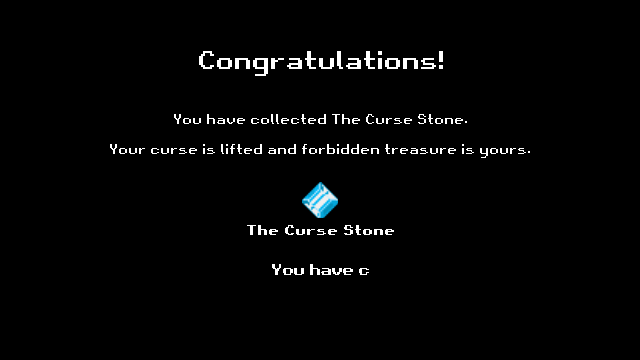 Congratulations!
You have collected The Curse Stone.
Your curse is lifted and forbidden treasure is yours.
The Curse Stone
You have c